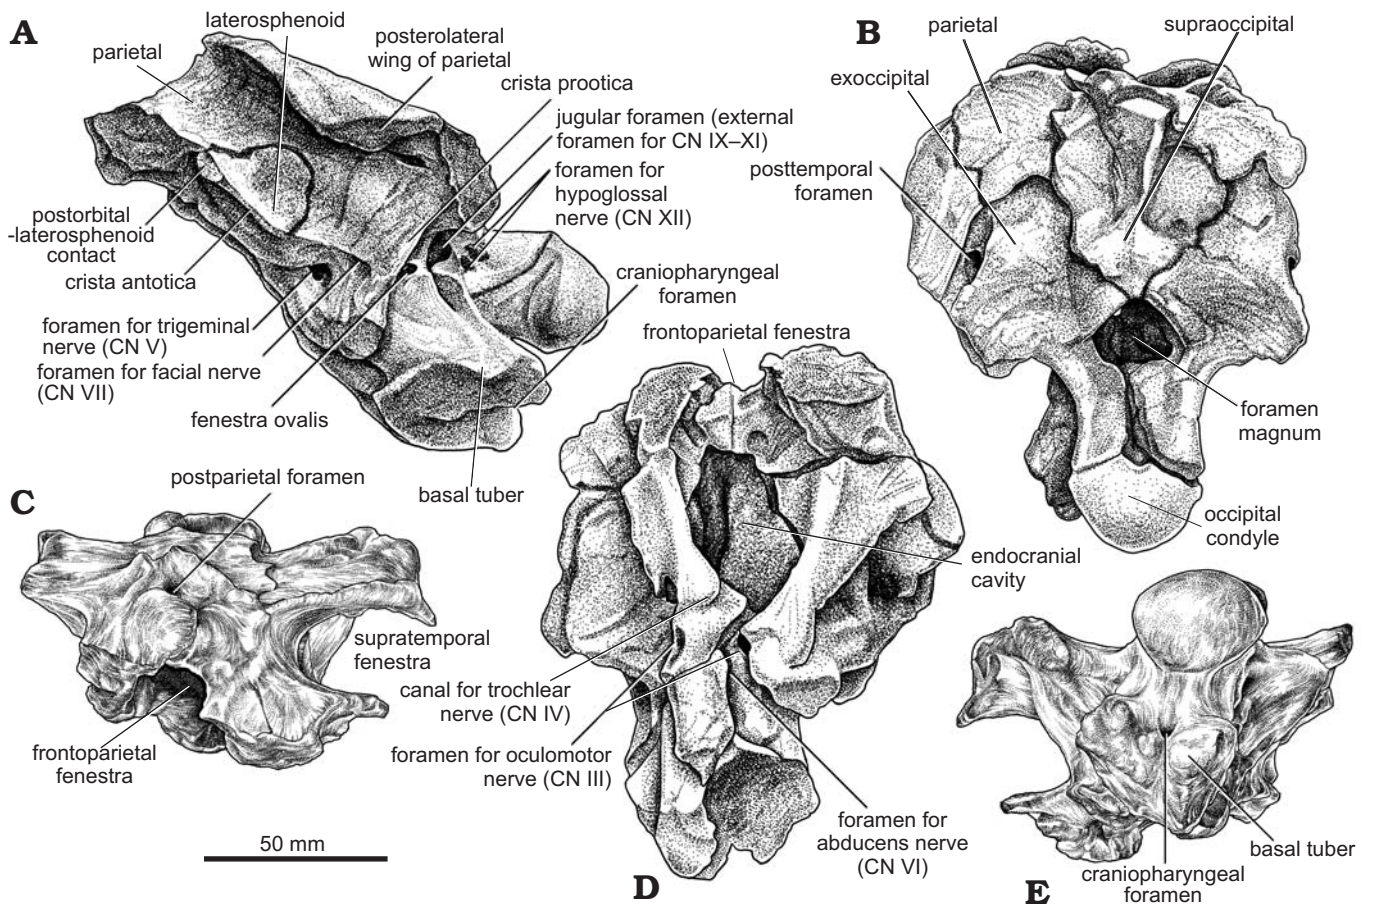 A
laterosphenoid
parietal
posterolateral
wing of parietal
crista prootica
jugular foramen (external
foramen for CN IX–XI)
foramen for
hypoglossal
nerve (CN XII)
postorbital
-laterosphenoid
contact
crista antotica
craniopharyngeal
foramen
foramen for trigeminal
nerve (CN V)
foramen for facial nerve
(CN VII)
fenestra ovalis
basal tuber
B
parietal
supraoccipital
exoccipital
posttemporal
foramen
foramen
magnum
occipital
condyle
C
postparietal foramen
supratemporal
fenestra
frontoparietal
fenestra
50 mm
frontoparietal fenestra
endocranial
cavity
canal for trochlear
nerve (CN IV)
foramen for oculomotor
nerve (CN III)
foramen for
abducens nerve
(CN VI)
D
basal tuber
craniopharyngeal
foramen
E